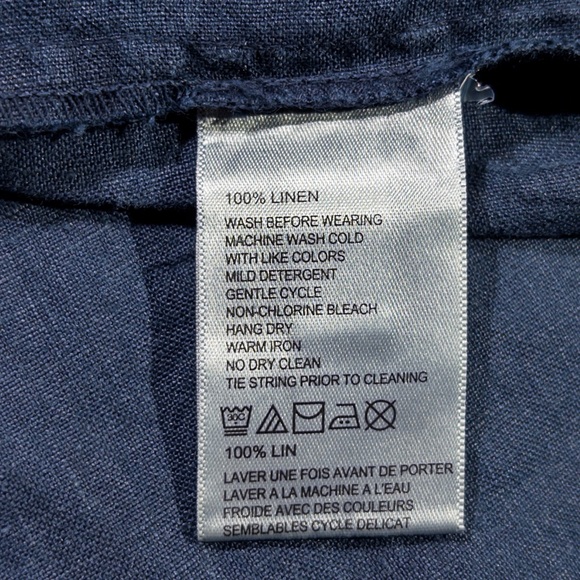 100% LINEN
WASH BEFORE WEARING
MACHINE WASH COLD
WITH LIKE COLORS
MILD DETERGENT
GENTLE CYCLE
NON-CHLORINE BLEACH
HANG DRY
WARM IRON
NO DRY CLEAN
TIE STRING PRIOR TO CLEANING
30C
100% LIN
LAVER UNE FOIS AVANT DE PORTER
LAVER A LA MACHINE A L'EAU
FROIDE AVEC DES COULEURS
SEMBLABLES CYCLE DELICAT